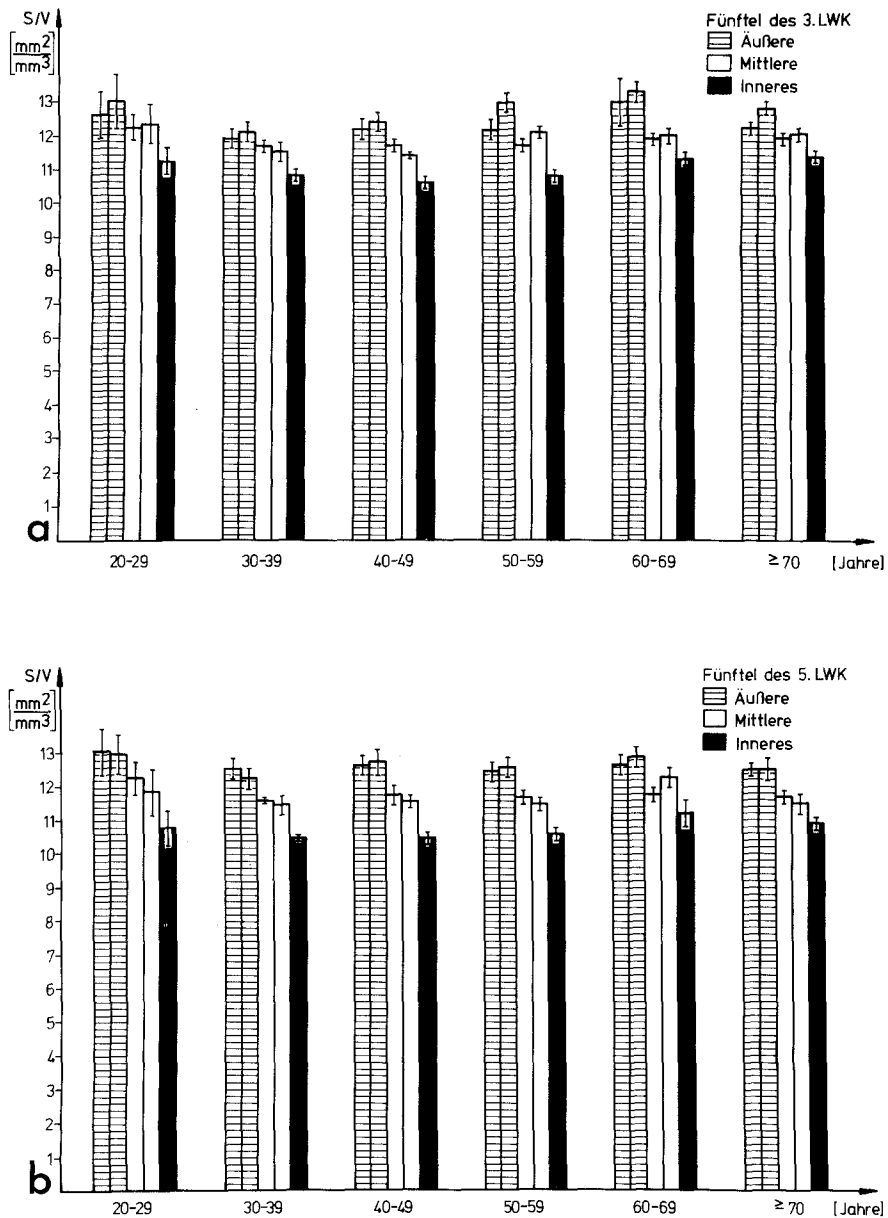 S/V
[mm2
mm3]
Fünftel des 3. LWK
Äußere
Mittlere
Inneres
13
12
11
10
9
8
7
6
5
4
3
2
1
a
20-29 30-39 40-49 50-59 60-69 ≥ 70 [Jahre]
S/V
[mm2
mm3]
Fünftel des 5. LWK
Äußere
Mittlere
Inneres
13
12
11
10
9
8
7
6
5
4
3
2
1
b
20-29 30-39 40-49 50-59 60-69 ≥ 70 [Jahre]